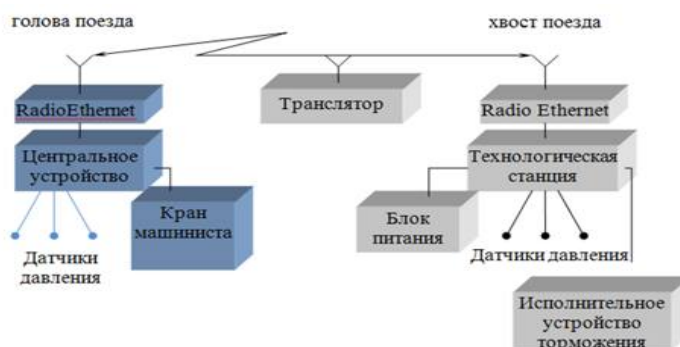 голова поезда
хвост поезда
RadioEthernet
Транслятор
Radio Ethernet
Центральное
устройство
Технологическая
станция
Кран
машиниста
Блок
питания
Датчики
давления
Датчики давления
Исполнительное
устройство
торможения